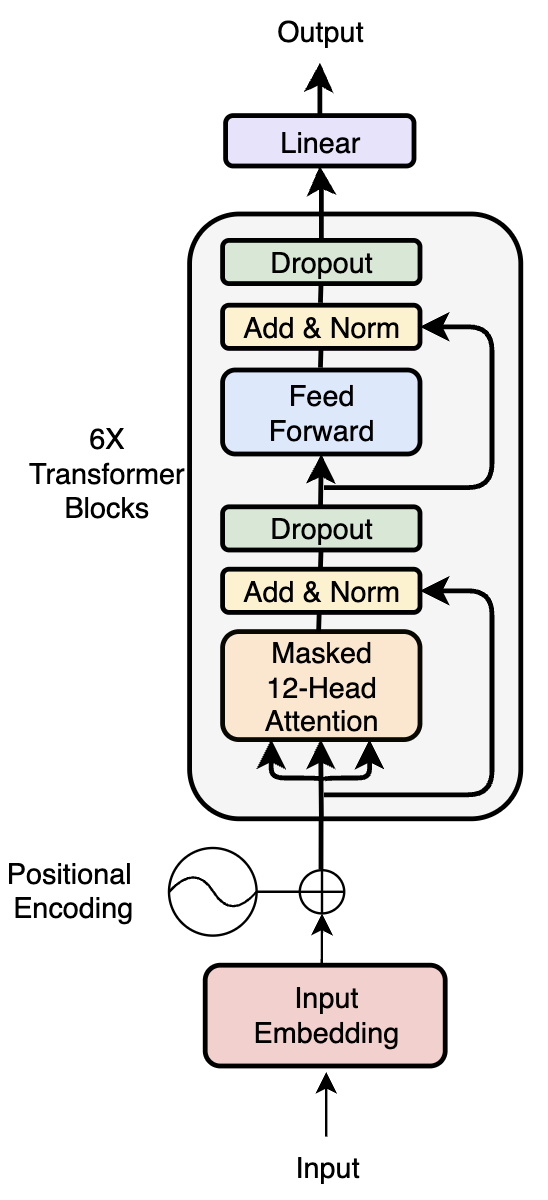 Output
Linear
Dropout
Add & Norm
Feed
Forward
6X
Transformer
Blocks
Dropout
Add & Norm
Masked
12-Head
Attention
Positional
Encoding
Input
Embedding
Input